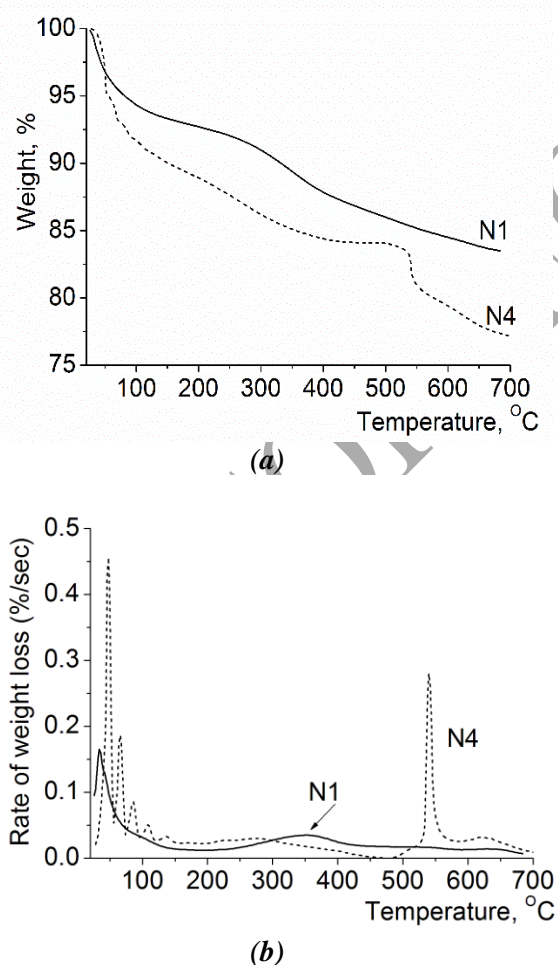 100
95
90
85
80
75
Weight, %
N1
N4
100 200 300 400 500 600 700
Temperature, °C
(a)
0.5
0.4
0.3
0.2
0.1
0.0
Rate of weight loss (%/sec)
N4
N1
100 200 300 400 500 600 700
Temperature, °C
(b)